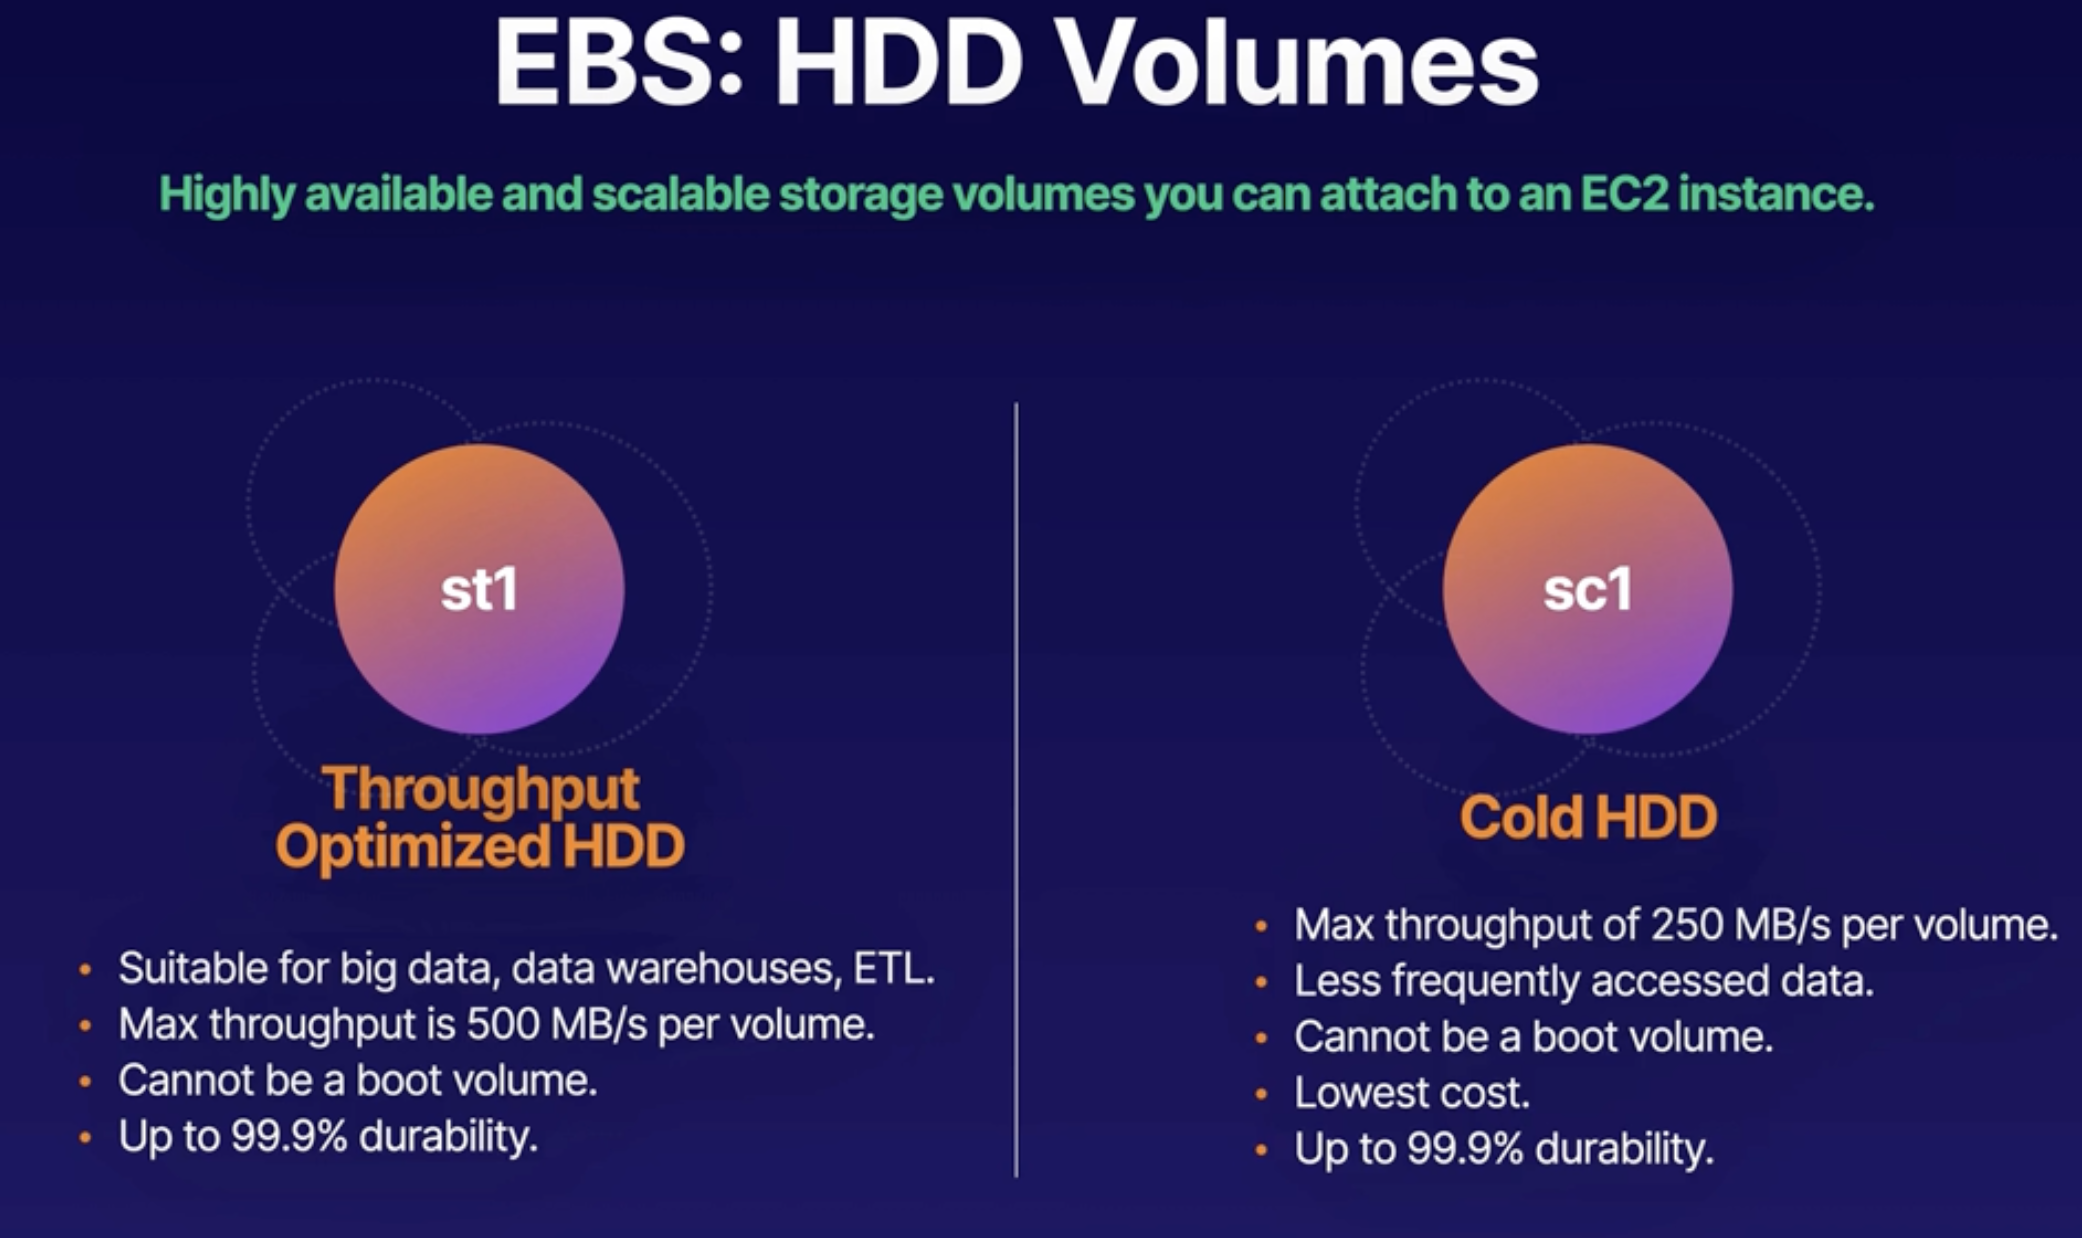 EBS: HDD Volumes
Highly available and scalable storage volumes you can attach to an EC2 instance.
st1
Throughput
Optimized HDD
• Suitable for big data, data warehouses, ETL.
• Max throughput is 500 MB/s per volume.
• Cannot be a boot volume.
• Up to 99.9% durability.
sc1
Cold HDD
• Max throughput of 250 MB/s per volume.
• Less frequently accessed data.
• Cannot be a boot volume.
• Lowest cost.
• Up to 99.9% durability.